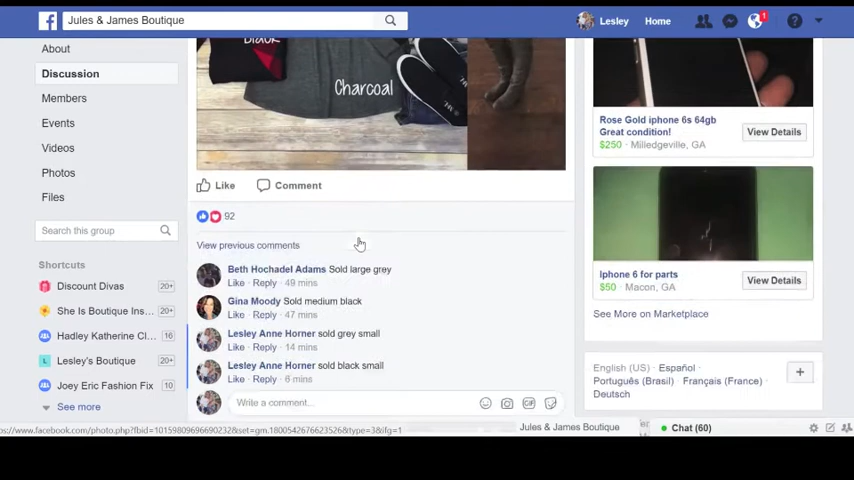 Jules & James Boutique
Lesley
Home
1
?
About
Discussion
Members
Events
Videos
Photos
Files
Search this group
Shortcuts
Discount Divas 20+
She Is Boutique Ins... 20+
Hadley Katherine Cl... 16
L Lesley's Boutique 20+
Joey Eric Fashion Fix 10
See more
Black
Charcoal
Like Comment
92
View previous comments
Beth Hochadel Adams Sold large grey
Like · Reply · 49 mins
Gina Moody Sold medium black
Like · Reply · 47 mins
Lesley Anne Horner sold grey small
Like · Reply · 14 mins
Lesley Anne Horner sold black small
Like · Reply · 6 mins
Write a comment...
GIF
Rose Gold iphone 6s 64gb
Great condition!
$250 · Milledgeville, GA
View Details
Iphone 6 for parts
$50 · Macon, GA
View Details
See More on Marketplace
English (US) · Español ·
Português (Brasil) · Français (France) ·
Deutsch
+
Jules & James Boutique
Chat (60)